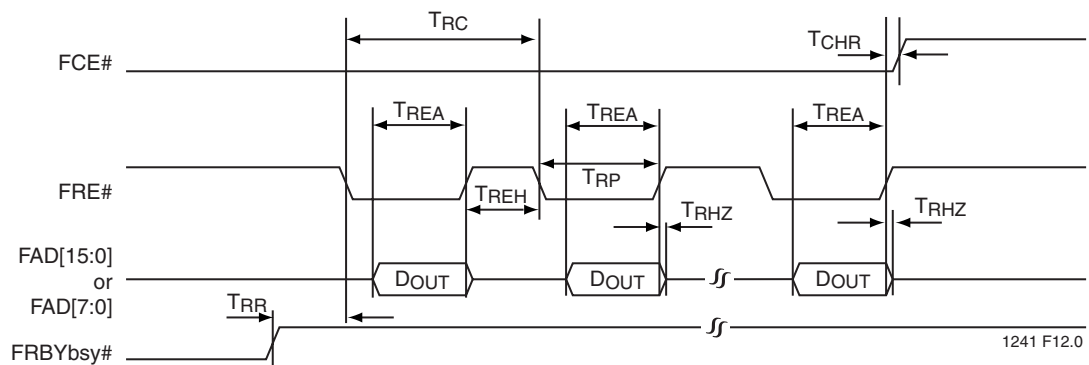 TRC
TCHR
FCE#
TREA
TREA
TREA
FRE#
TRP
TREH
TRHZ
TRHZ
FAD[15:0]
or
FAD[7:0]
DOUT
DOUT
DOUT
TRR
FRBYbsy#
1241 F12.0